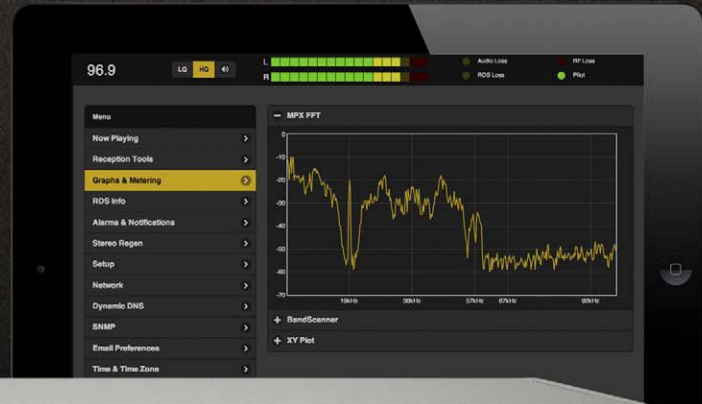 96.9
LQ
HQ
L
R
Audio Loss
RDS Loss
RF Loss
Pilot
Menu
Now Playing
Reception Tools
Graphs & Metering
RDS Info
Alarms & Notifications
Stereo Regen
Setup
Network
Dynamic DNS
SNMP
Email Preferences
Time & Time Zone
MPX FFT
0
-10
-20
-30
-40
-50
-60
-70
19kHz
38kHz
57kHz
67kHz
92kHz
BandScanner
XY Plot